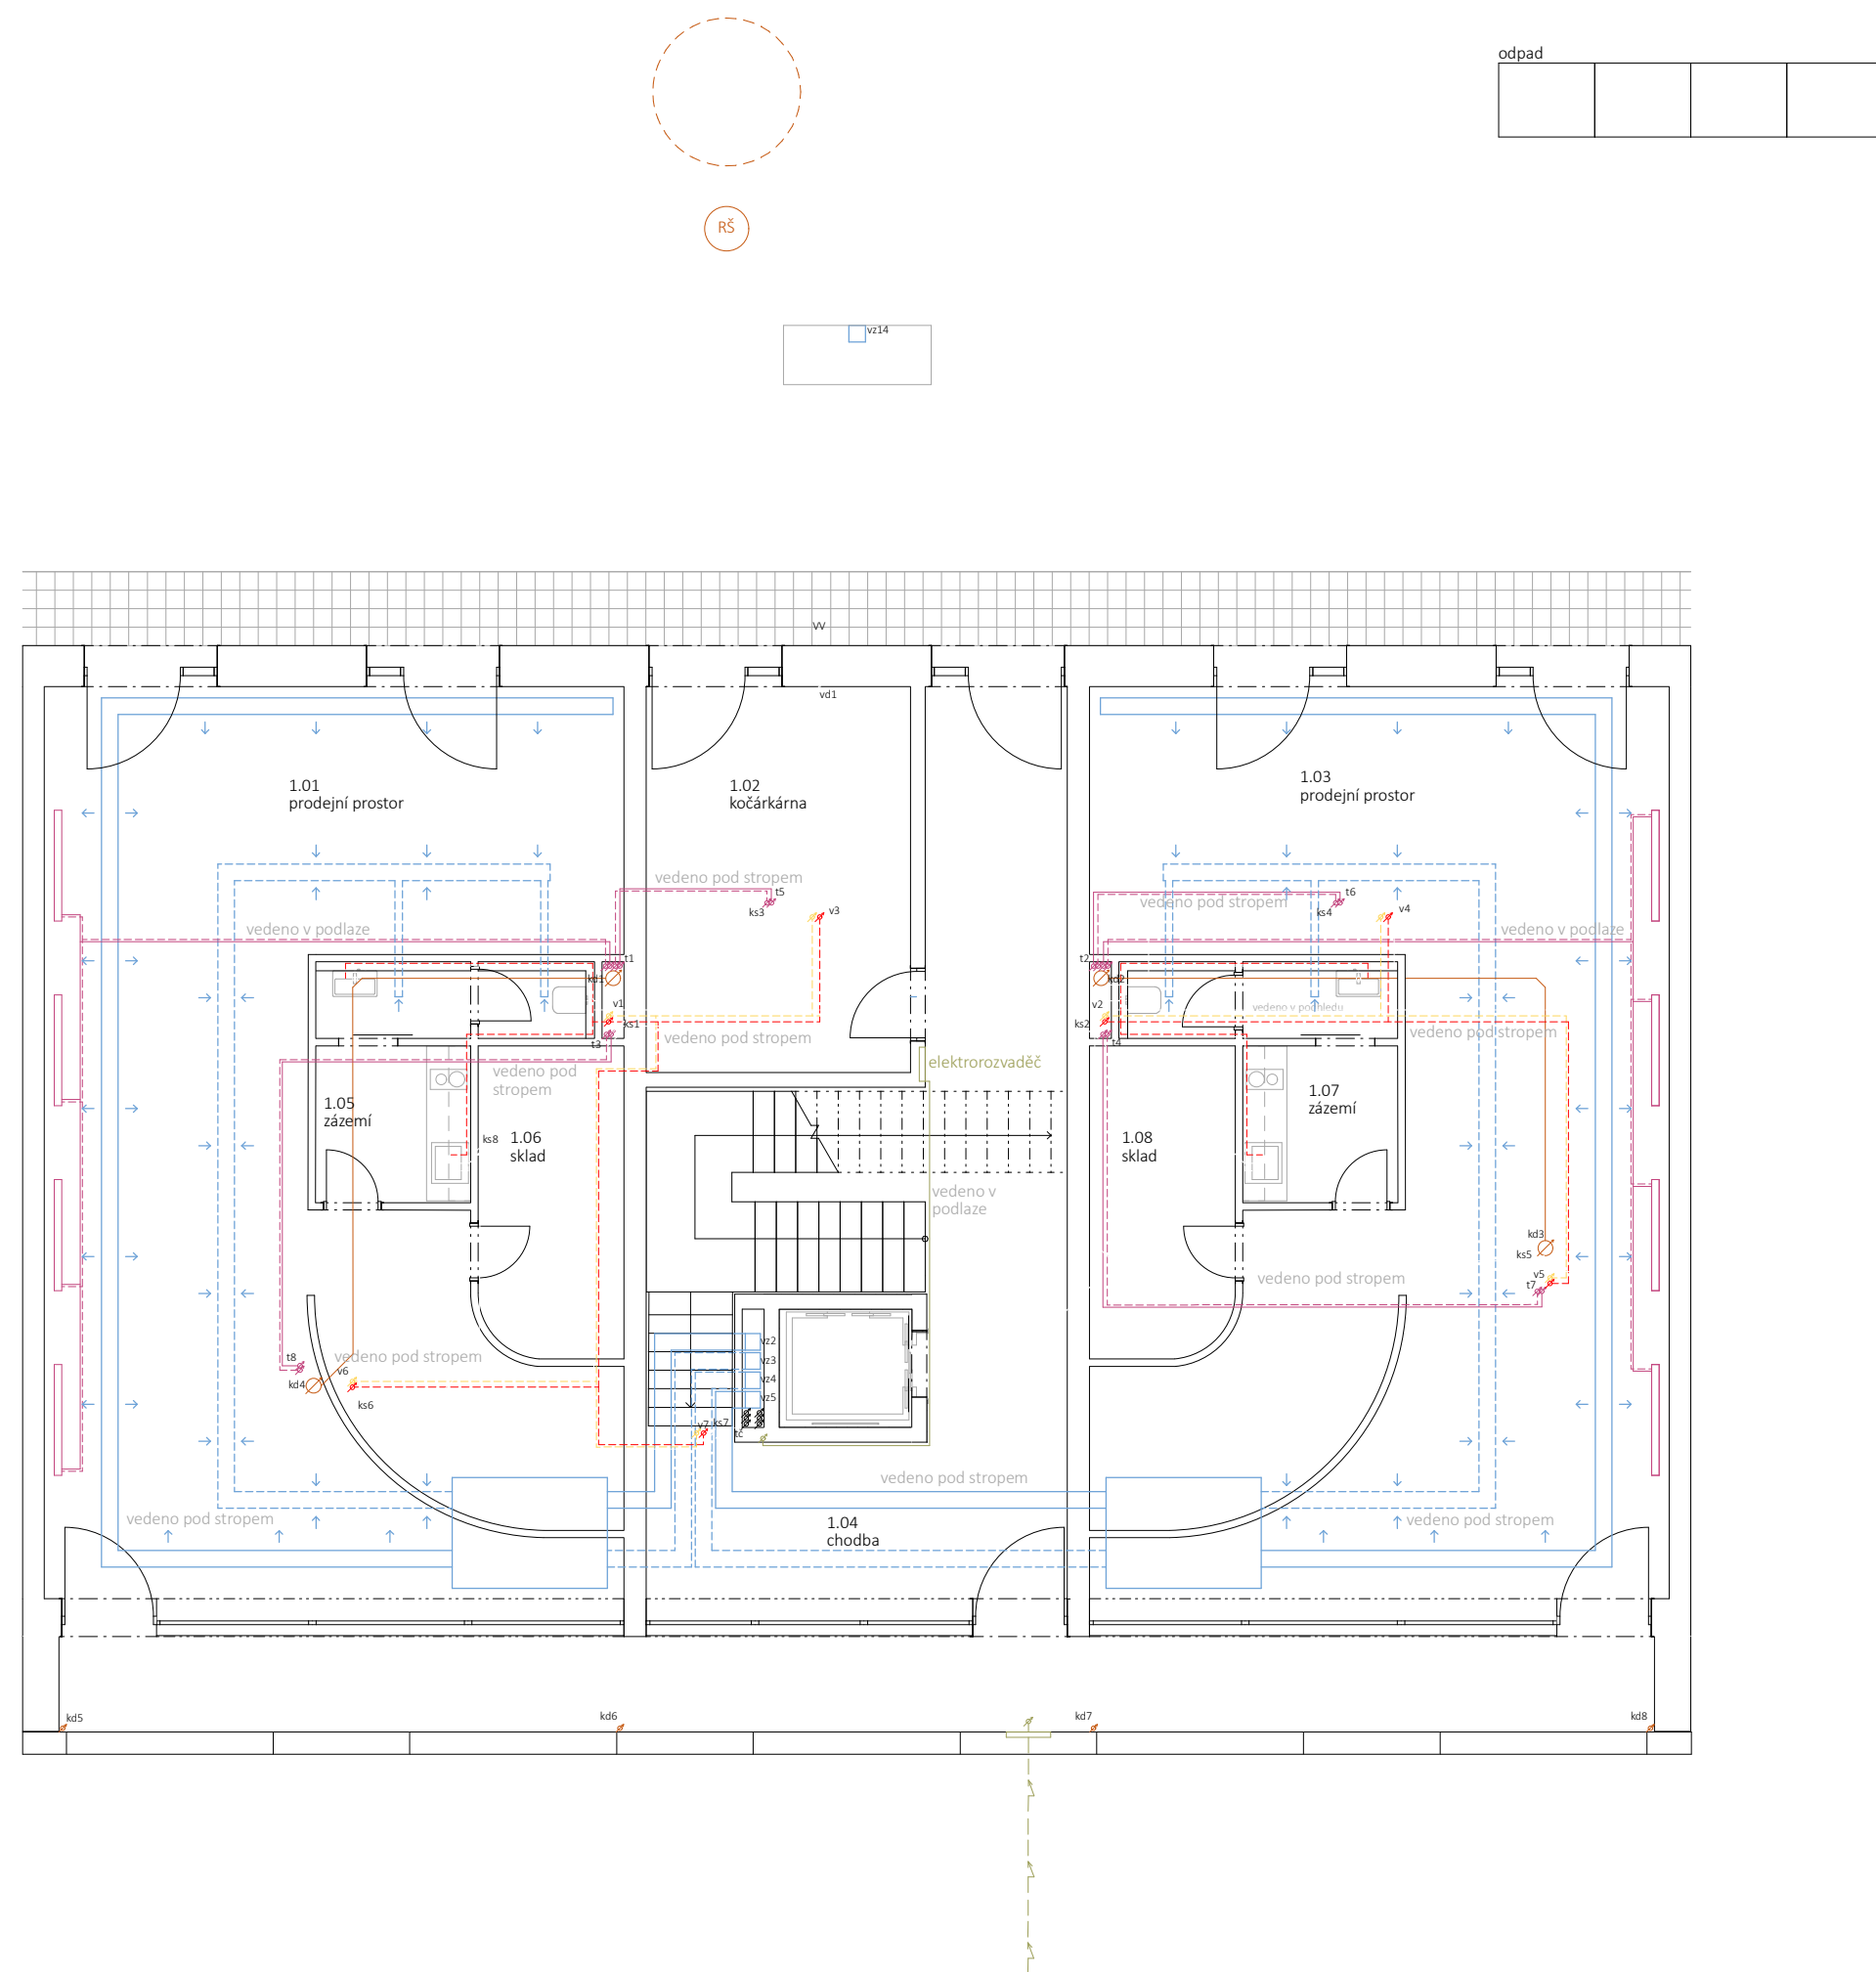 odpad
RŠ
vz14
vv
vd1
1.01
prodejní prostor
1.02
kočárkárna
1.03
prodejní prostor
vedeno pod stropem
t5
ks3
v3
vedeno pod stropem
t6
ks4
v4
vedeno v podlaze
vedeno v podlaze
t1
kd1
v1
ks1
t3
t2
kd2
v2
ks2
t4
vedeno v podhledu
vedeno pod stropem
vedeno pod stropem
elektrorozvaděč
vedeno pod
stropem
1.05
zázemí
1.06
sklad
ks8
1.07
zázemí
1.08
sklad
vedeno v
podlaze
kd3
ks5
v5
t7
vedeno pod stropem
t8
vedeno pod stropem
v6
kd4
ks6
vz2
vz3
vz4
vz5
v7
ks7
tc
vedeno pod stropem
vedeno pod stropem
vedeno pod stropem
1.04
chodba
kd5
kd6
kd7
kd8